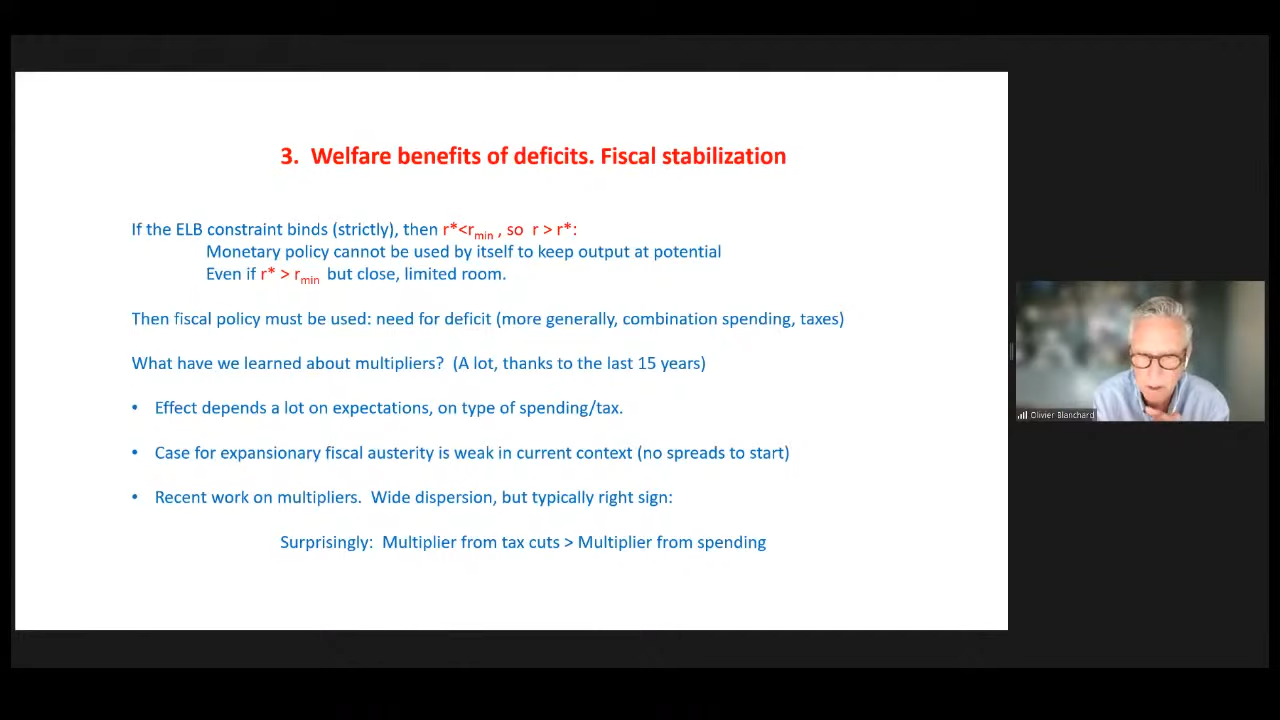 3. Welfare benefits of deficits. Fiscal stabilization
If the ELB constraint binds (strictly), then r*<rmin , so r > r*:
Monetary policy cannot be used by itself to keep output at potential
Even if r* > rmin but close, limited room.
Then fiscal policy must be used: need for deficit (more generally, combination spending, taxes)
What have we learned about multipliers? (A lot, thanks to the last 15 years)
• Effect depends a lot on expectations, on type of spending/tax.
• Case for expansionary fiscal austerity is weak in current context (no spreads to start)
• Recent work on multipliers. Wide dispersion, but typically right sign:
Surprisingly: Multiplier from tax cuts > Multiplier from spending
Olivier Blanchard